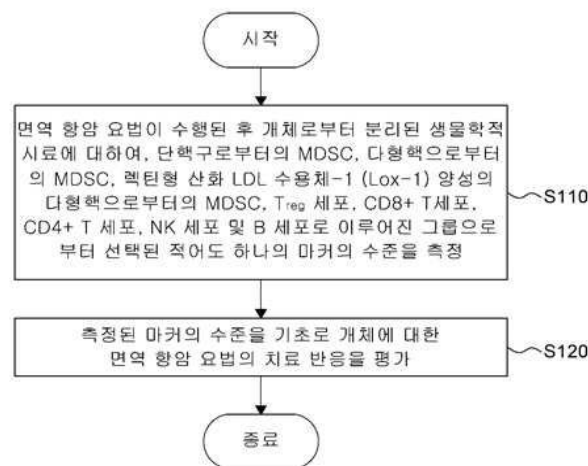 시작
면역 항암 요법이 수행된 후 개체로부터 분리된 생물학적
시료에 대하여, 단핵구로부터의 MDSC, 다형핵으로부터
의 MDSC, 렉틴형 산화 LDL 수용체-1 (Lox-1) 양성의
다형핵으로부터의 MDSC, Treg 세포, CD8+ T세포,
CD4+ T 세포, NK 세포 및 B 세포로 이루어진 그룹으로
부터 선택된 적어도 하나의 마커의 수준을 측정
S110
측정된 마커의 수준을 기초로 개체에 대한
면역 항암 요법의 치료 반응을 평가
S120
종료